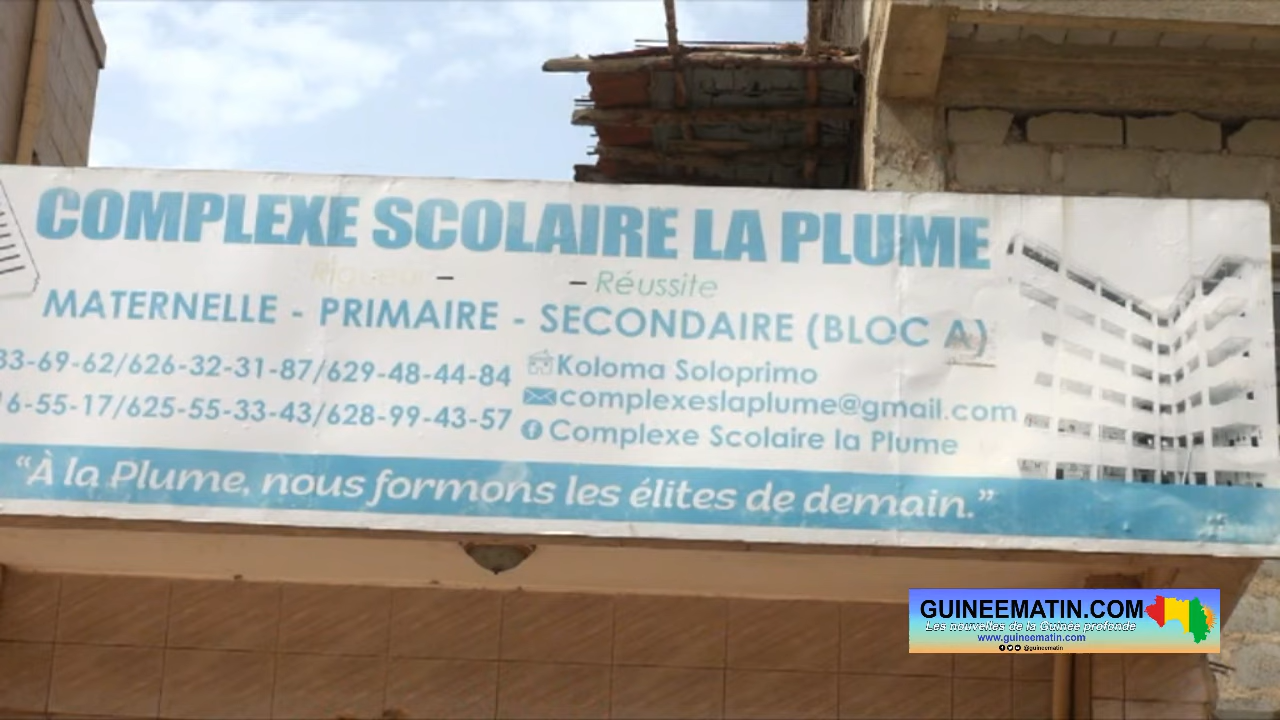 COMPLEXE SCOLAIRE LA PLUME
Rigueur - - Réussite
MATERNELLE - PRIMAIRE - SECONDAIRE (BLOC A)
33-69-62/626-32-31-87/629-48-44-84
6-55-17/625-55-33-43/628-99-43-57
Koloma Soloprimo
complexeslaplume@gmail.com
Complexe Scolaire la Plume
“À la Plume, nous formons les élites de demain.”
GUINEEMATIN.COM
Les nouvelles de la Guinée profonde
www.guineematin.com
@guineematin